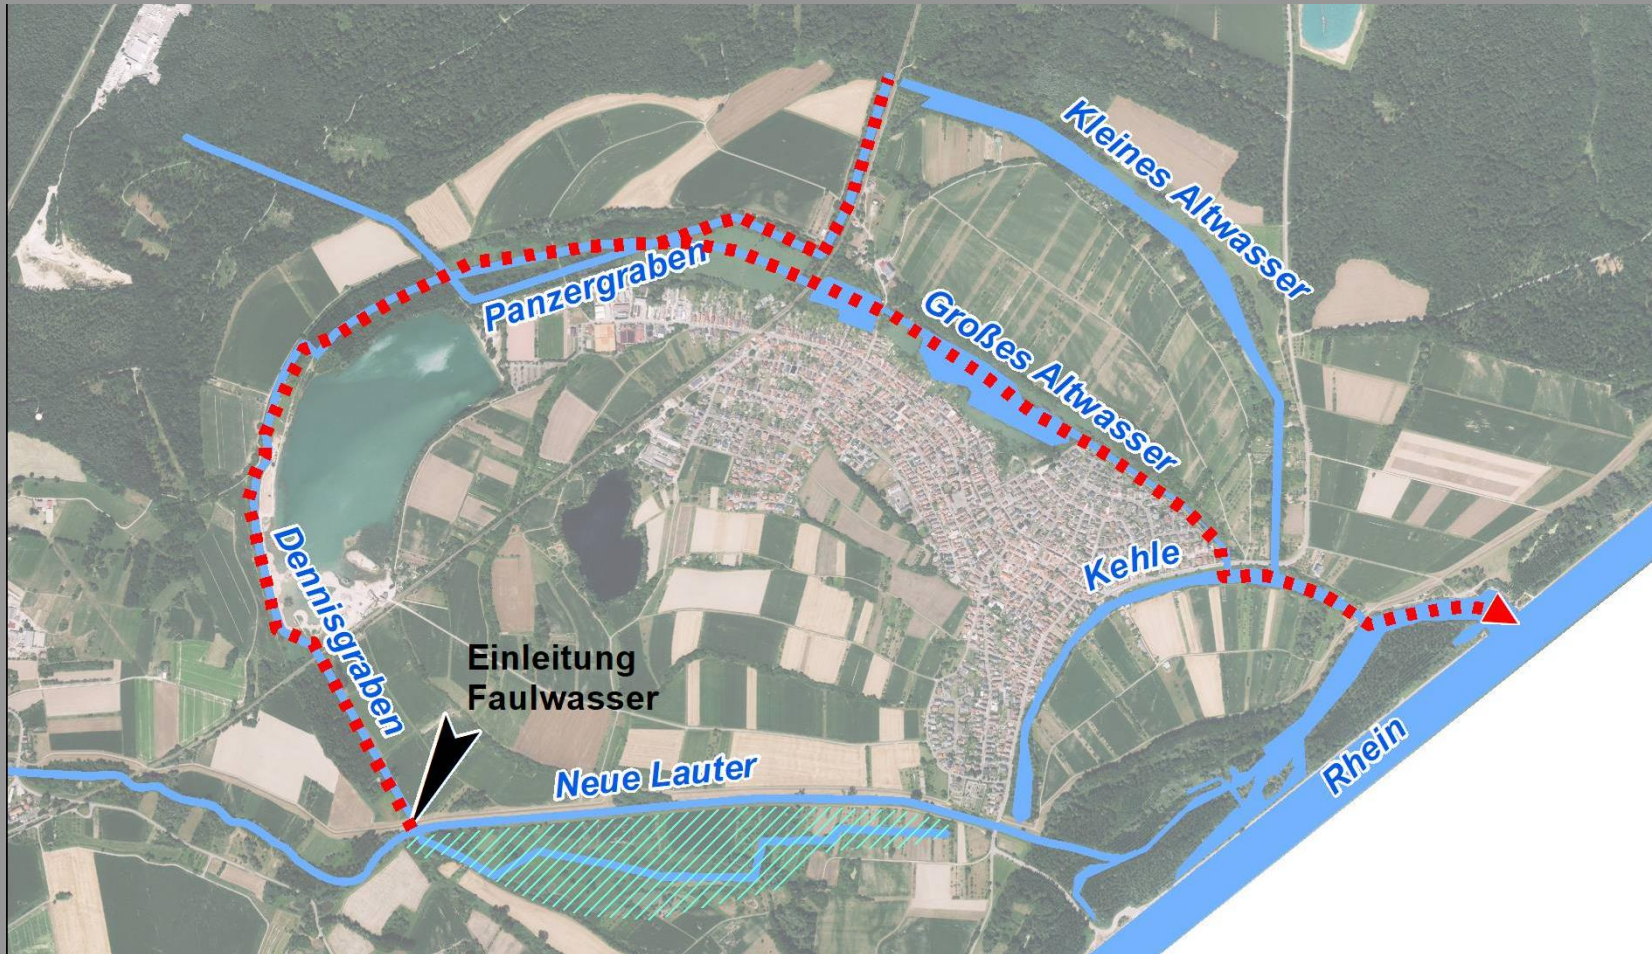 Kleines Altwasser
Panzergraben
Großes Altwasser
Kehle
Dennisgraben
Einleitung
Faulwasser
Neue Lauter
Rhein